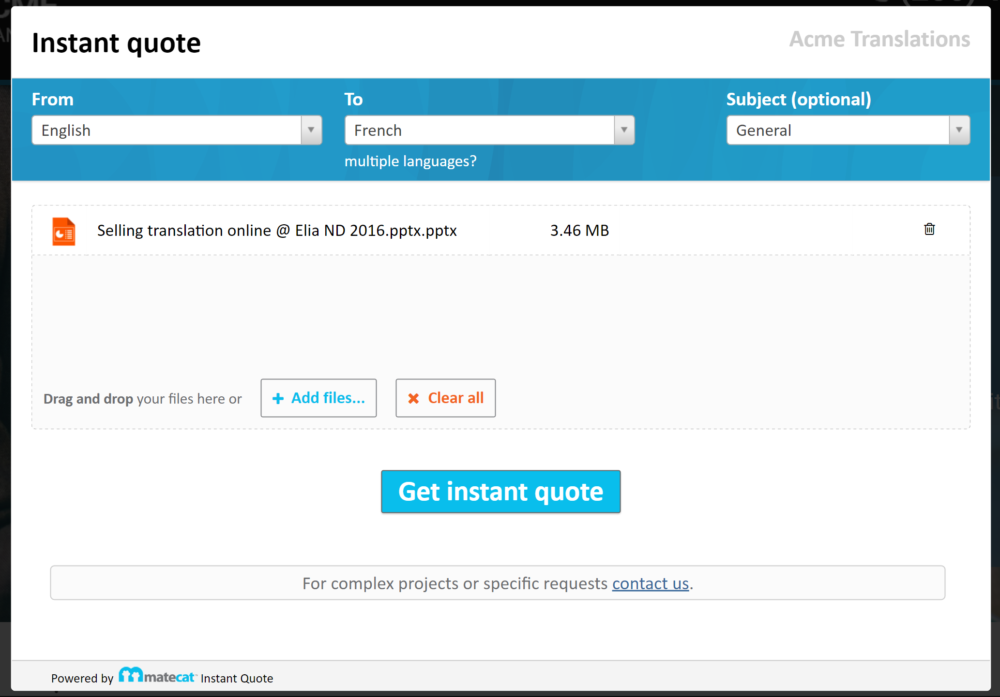 Instant quote
Acme Translations
From
To
Subject (optional)
English
French
General
multiple languages?
Selling translation online @ Elia ND 2016.pptx.pptx 3.46 MB
Drag and drop your files here or
Add files...
Clear all
Get instant quote
For complex projects or specific requests contact us.
Powered by matecat™ Instant Quote